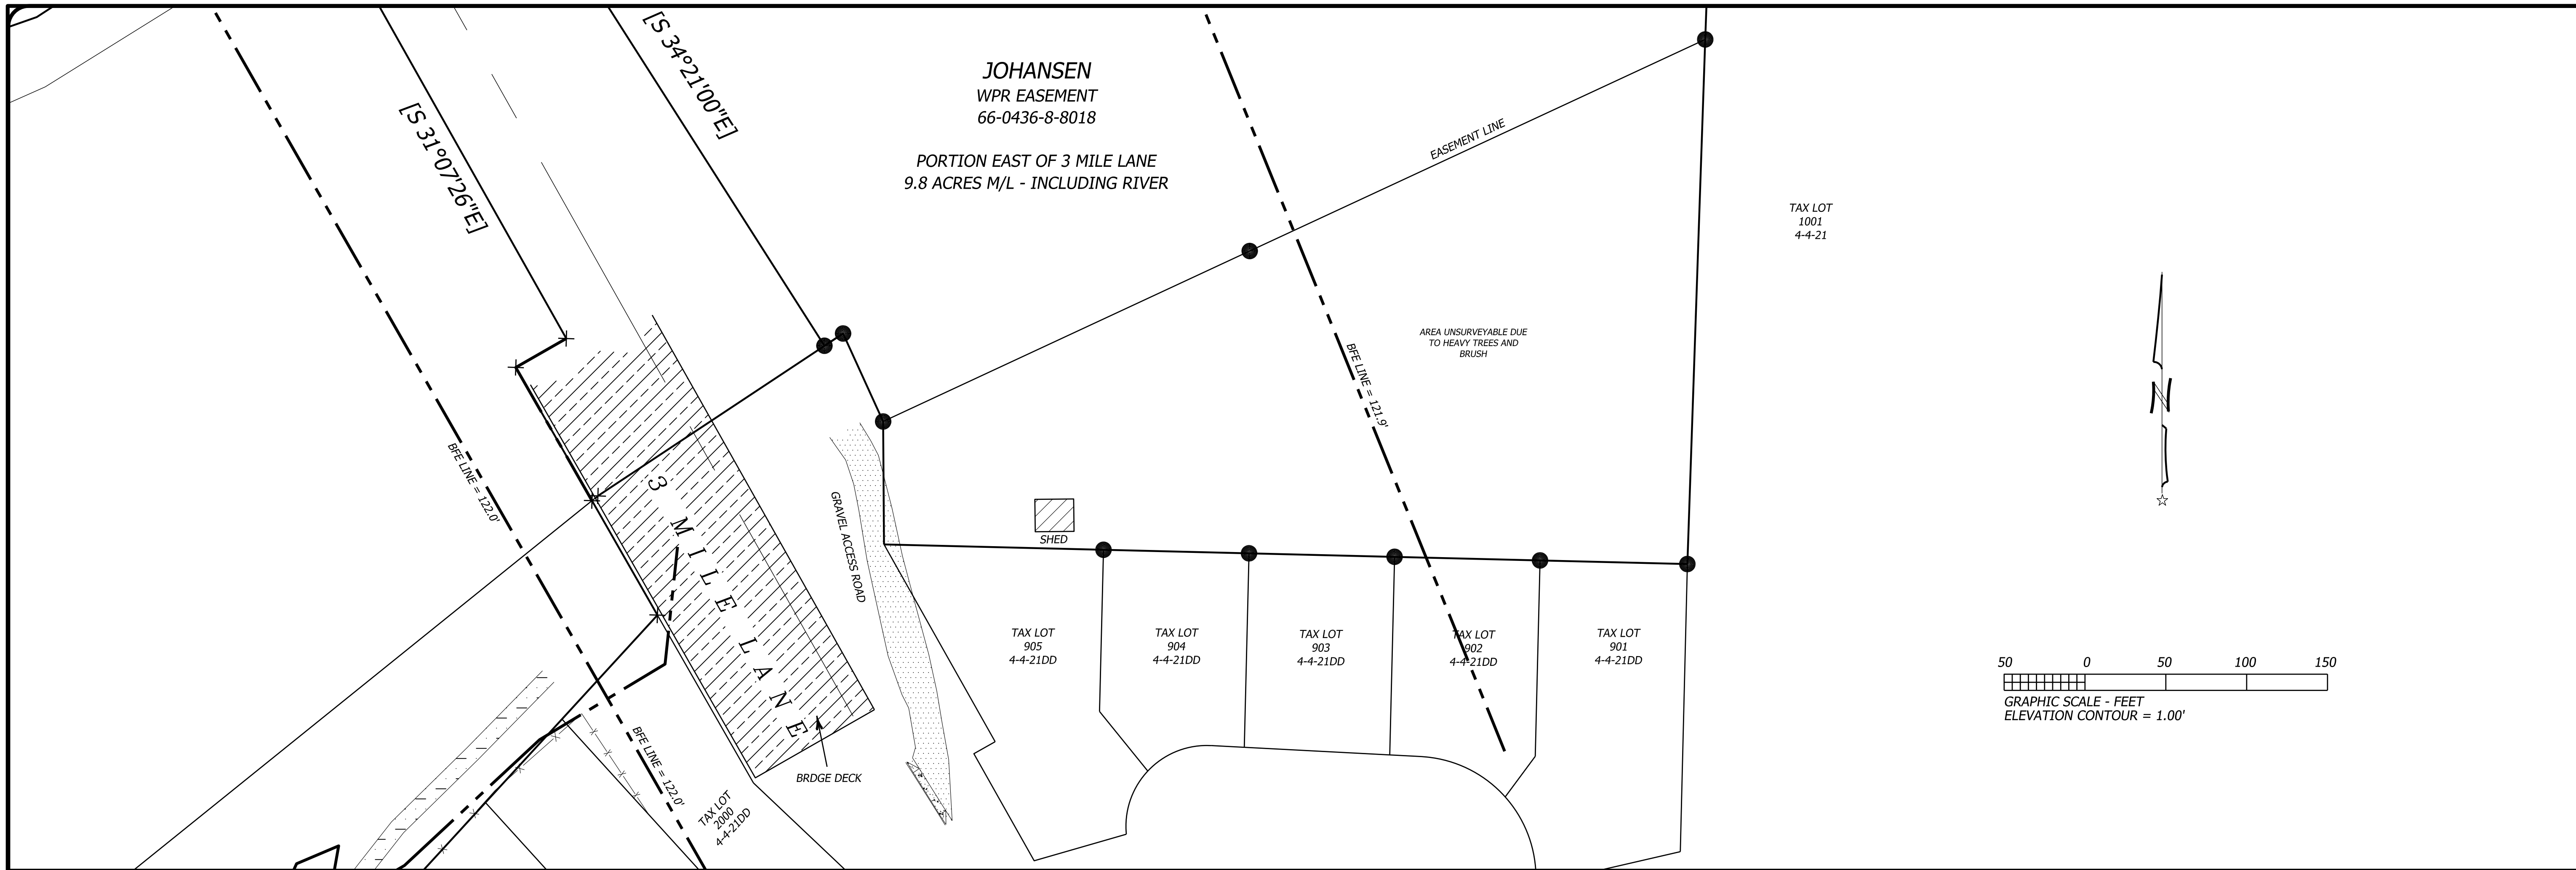 [S 31°07'26"E]
[S 34°21'00"E]
JOHANSEN
WPR EASEMENT
66-0436-8-8018
PORTION EAST OF 3 MILE LANE
9.8 ACRES M/L - INCLUDING RIVER
EASEMENT LINE
TAX LOT
1001
4-4-21
AREA UNSURVEYABLE DUE
TO HEAVY TREES AND
BRUSH
BFE LINE = 121.9'
BFE LINE = 122.0'
3 MILE LANE
GRAVEL ACCESS ROAD
SHED
N
TAX LOT
905
4-4-21DD
TAX LOT
904
4-4-21DD
TAX LOT
903
4-4-21DD
TAX LOT
902
4-4-21DD
TAX LOT
901
4-4-21DD
50 0 50 100 150
GRAPHIC SCALE - FEET
ELEVATION CONTOUR = 1.00'
BRDGE DECK
BFE LINE = 122.0'
TAX LOT
2000
4-4-21DD